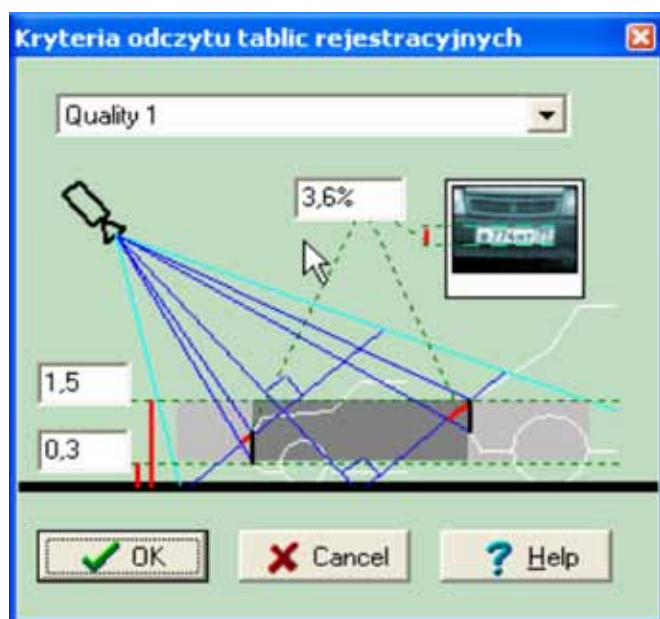 Kryteria odczytu tablic rejestracyjnych
Quality 1
3,6%
1,5
0,3
OK
Cancel
Help